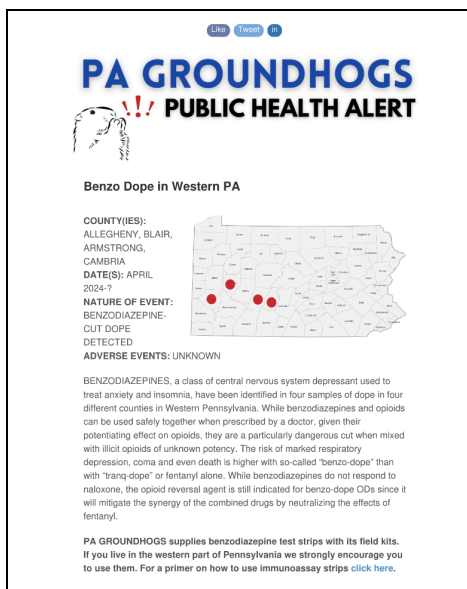 Like Tweet in
PA GROUNDHOGS
!!! PUBLIC HEALTH ALERT
Benzo Dope in Western PA
COUNTY(IES):
ALLEGHENY, BLAIR,
ARMSTRONG,
CAMBRIA
DATE(S): APRIL
2024-?
NATURE OF EVENT:
BENZODIAZEPINE-
CUT DOPE
DETECTED
ADVERSE EVENTS: UNKNOWN
BENZODIAZEPINES, a class of central nervous system depressant used to
treat anxiety and insomnia, have been identified in four samples of dope in four
different counties in Western Pennsylvania. While benzodiazepines and opioids
can be used safely together when prescribed by a doctor, given their
potentiating effect on opioids, they are a particularly dangerous cut when mixed
with illicit opioids of unknown potency. The risk of marked respiratory
depression, coma and even death is higher with so-called “benzo-dope” than
with “tranq-dope” or fentanyl alone. While benzodiazepines do not respond to
naloxone, the opioid reversal agent is still indicated for benzo-dope ODs since it
will mitigate the synergy of the combined drugs by neutralizing the effects of
fentanyl.
PA GROUNDHOGS supplies benzodiazepine test strips with its field kits.
If you live in the western part of Pennsylvania we strongly encourage you
to use them. For a primer on how to use immunoassay strips click here.